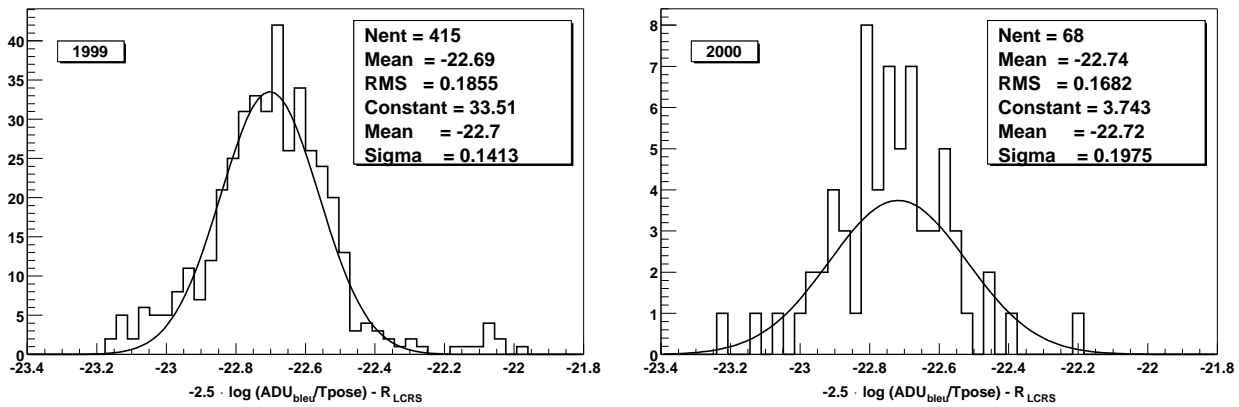 1999
Nent = 415
Mean = -22.69
RMS = 0.1855
Constant = 33.51
Mean = -22.7
Sigma = 0.1413
40
35
30
25
20
15
10
5
0
-23.4 -23.2 -23 -22.8 -22.6 -22.4 -22.2 -22 -21.8
-2.5 · log (ADU_bleu/Tpose) - R_LCRS
2000
Nent = 68
Mean = -22.74
RMS = 0.1682
Constant = 3.743
Mean = -22.72
Sigma = 0.1975
8
7
6
5
4
3
2
1
0
-23.4 -23.2 -23 -22.8 -22.6 -22.4 -22.2 -22 -21.8
-2.5 · log (ADU_bleu/Tpose) - R_LCRS